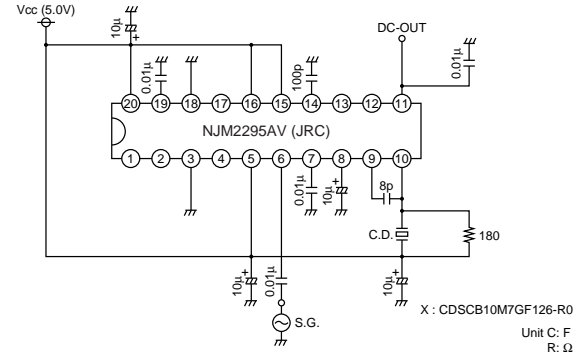 Vcc (5.0V)
10µ
+
DC-OUT
0.01µ
100p
0.01µ
20 19 18 17 16 15 14 13 12 11
NJM2295AV (JRC)
1 2 3 4 5 6 7 8 9 10
0.01µ
10µ
+
8p
C.D.
180
10µ
+
0.01µ
10µ
+
S.G.
X : CDSCB10M7GF126-R0
Unit C: F
R: Ω